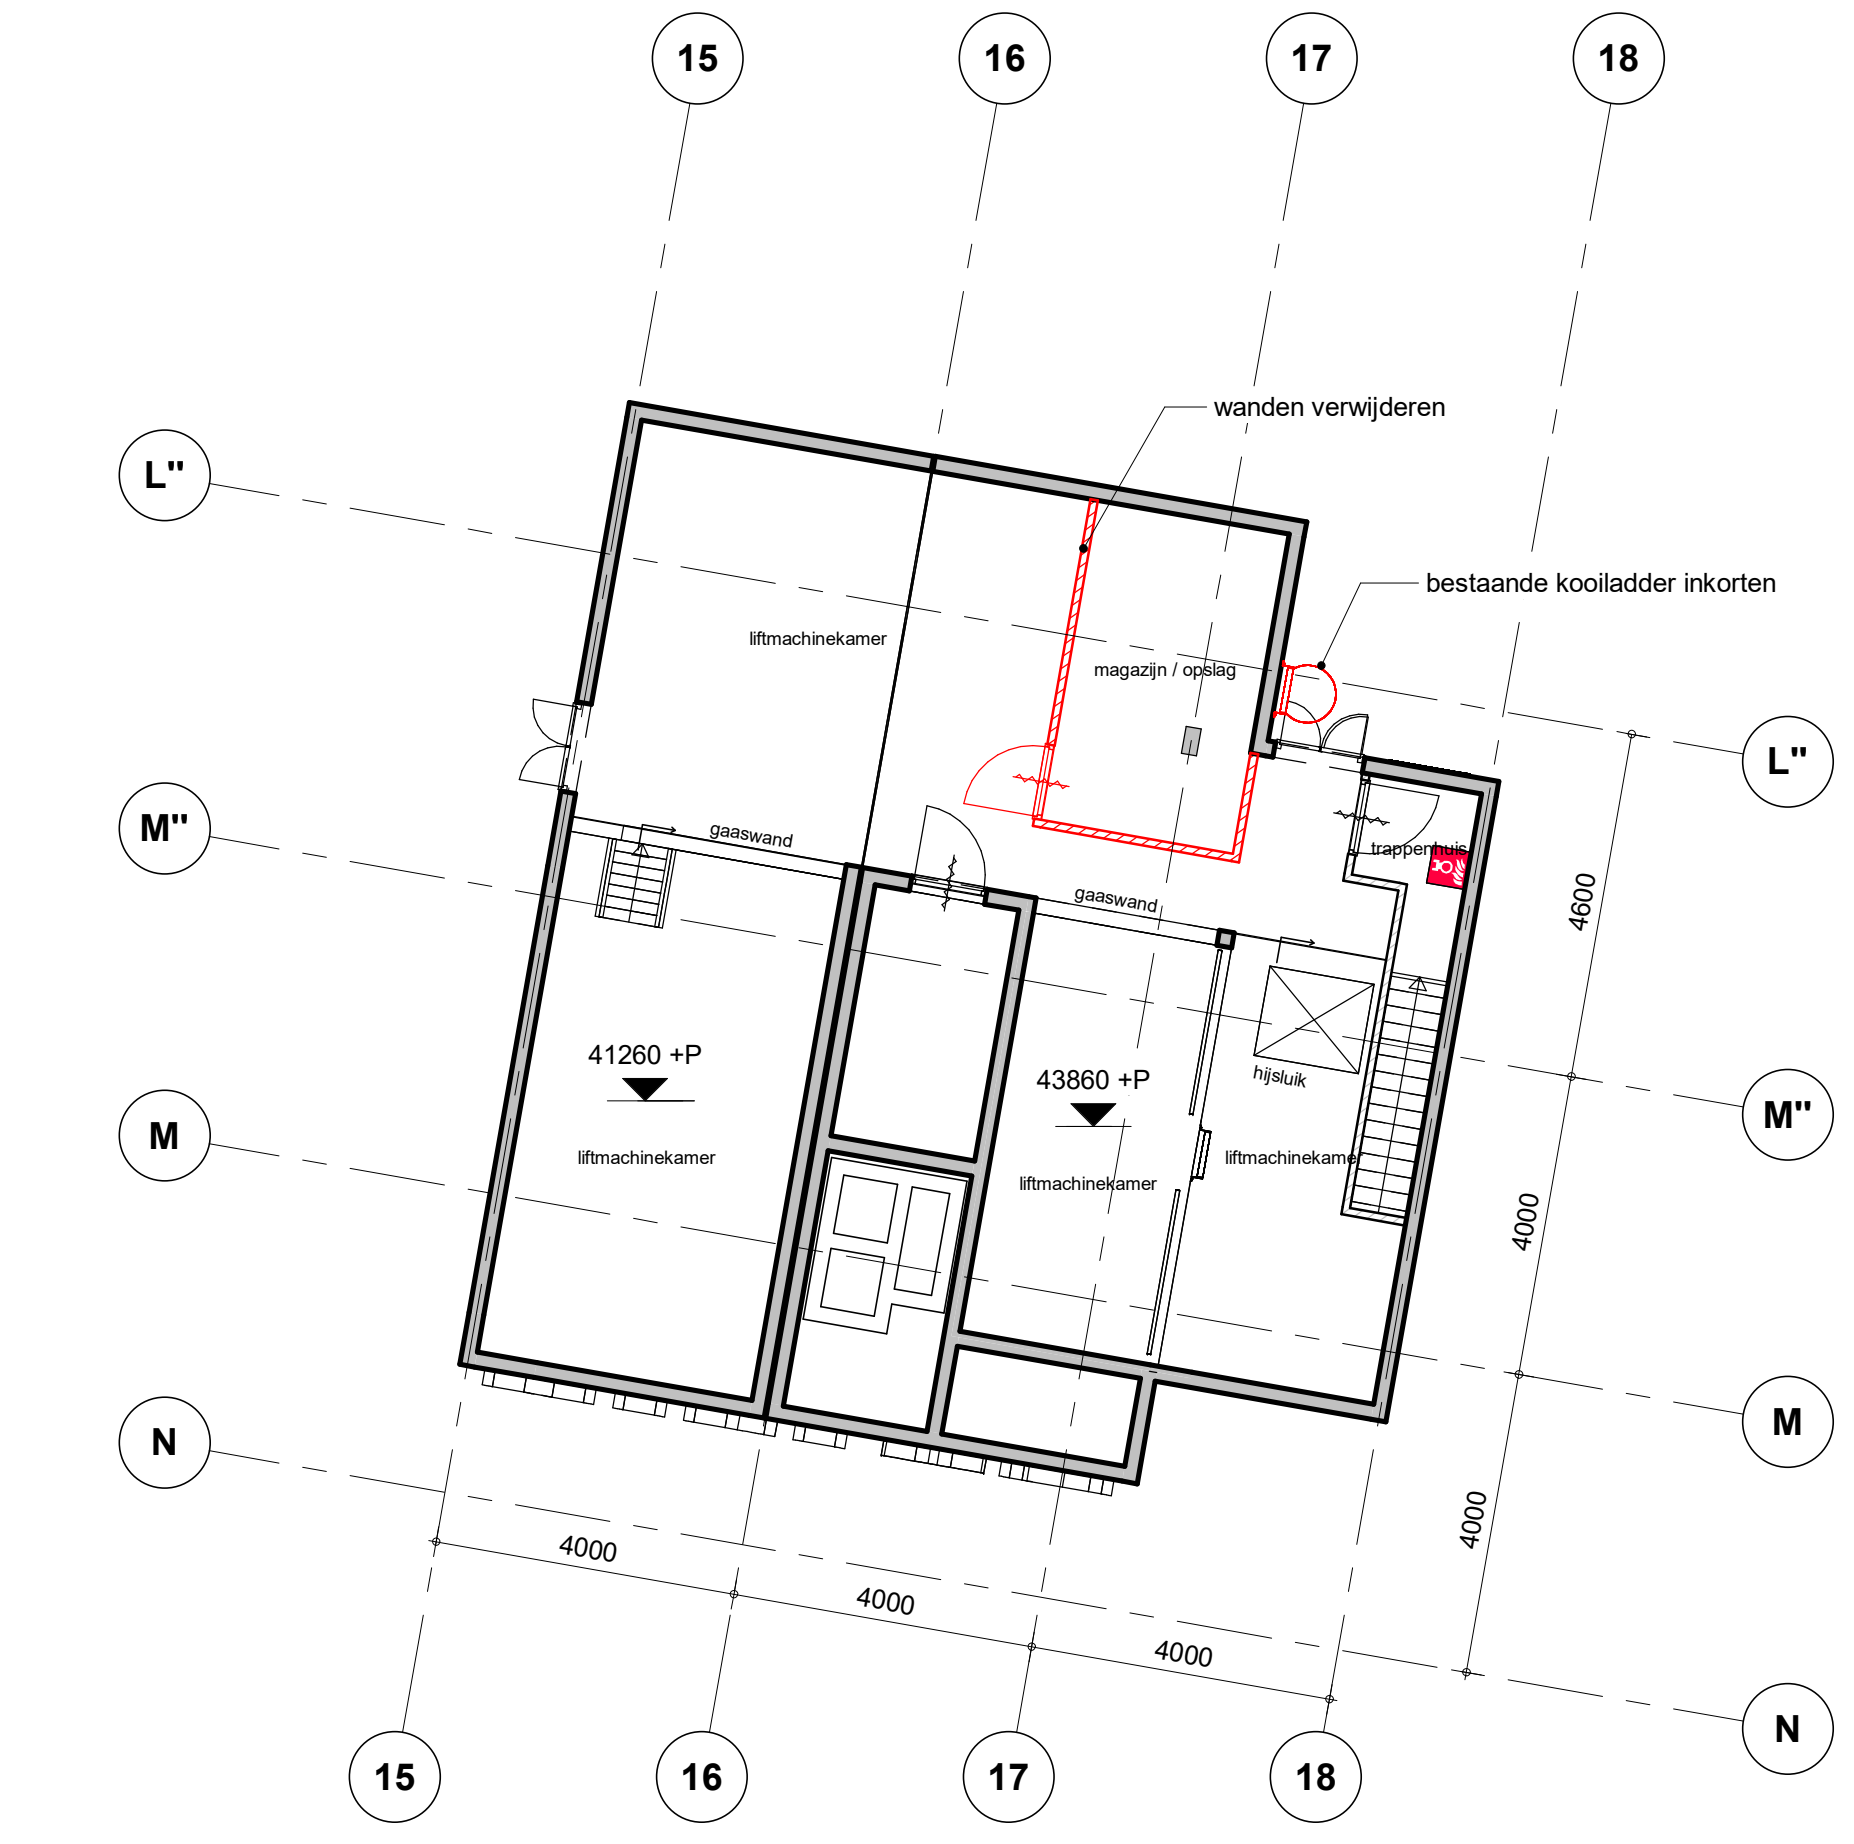 15
16
17
18
wanden verwijderen
L''
bestaande kooiladder inkorten
liftmachinekamer
magazijn / opslag
L''
M''
gaaswand
trappenhuis
gaaswand
4600
41260 +P
43860 +P
hijsluik
M''
M
liftmachinekamer
liftmachinekamer
liftmachinekamer
4000
M
N
4000
4000
4000
4000
N
15
16
17
18